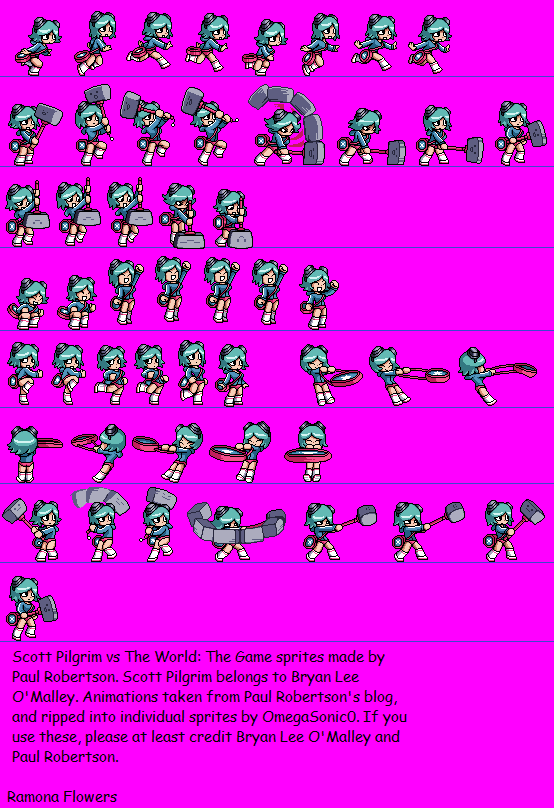 Scott Pilgrim vs The World: The Game sprites made by
Paul Robertson. Scott Pilgrim belongs to Bryan Lee
O'Malley. Animations taken from Paul Robertson's blog,
and ripped into individual sprites by OmegaSonic0. If you
use these, please at least credit Bryan Lee O'Malley and
Paul Robertson.
Ramona Flowers